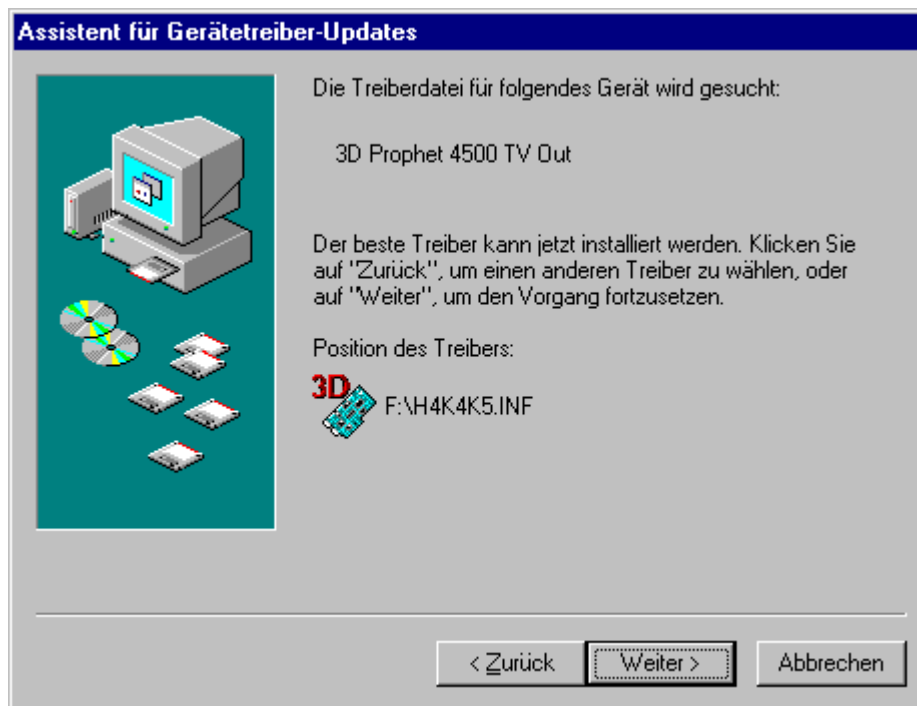 Assistent für Gerätetreiber-Updates
Die Treiberdatei für folgendes Gerät wird gesucht:
3D Prophet 4500 TV Out
Der beste Treiber kann jetzt installiert werden. Klicken Sie
auf "Zurück", um einen anderen Treiber zu wählen, oder
auf "Weiter", um den Vorgang fortzusetzen.
Position des Treibers:
3D
F:\H4K4K5.INF
< Zurück
Weiter >
Abbrechen